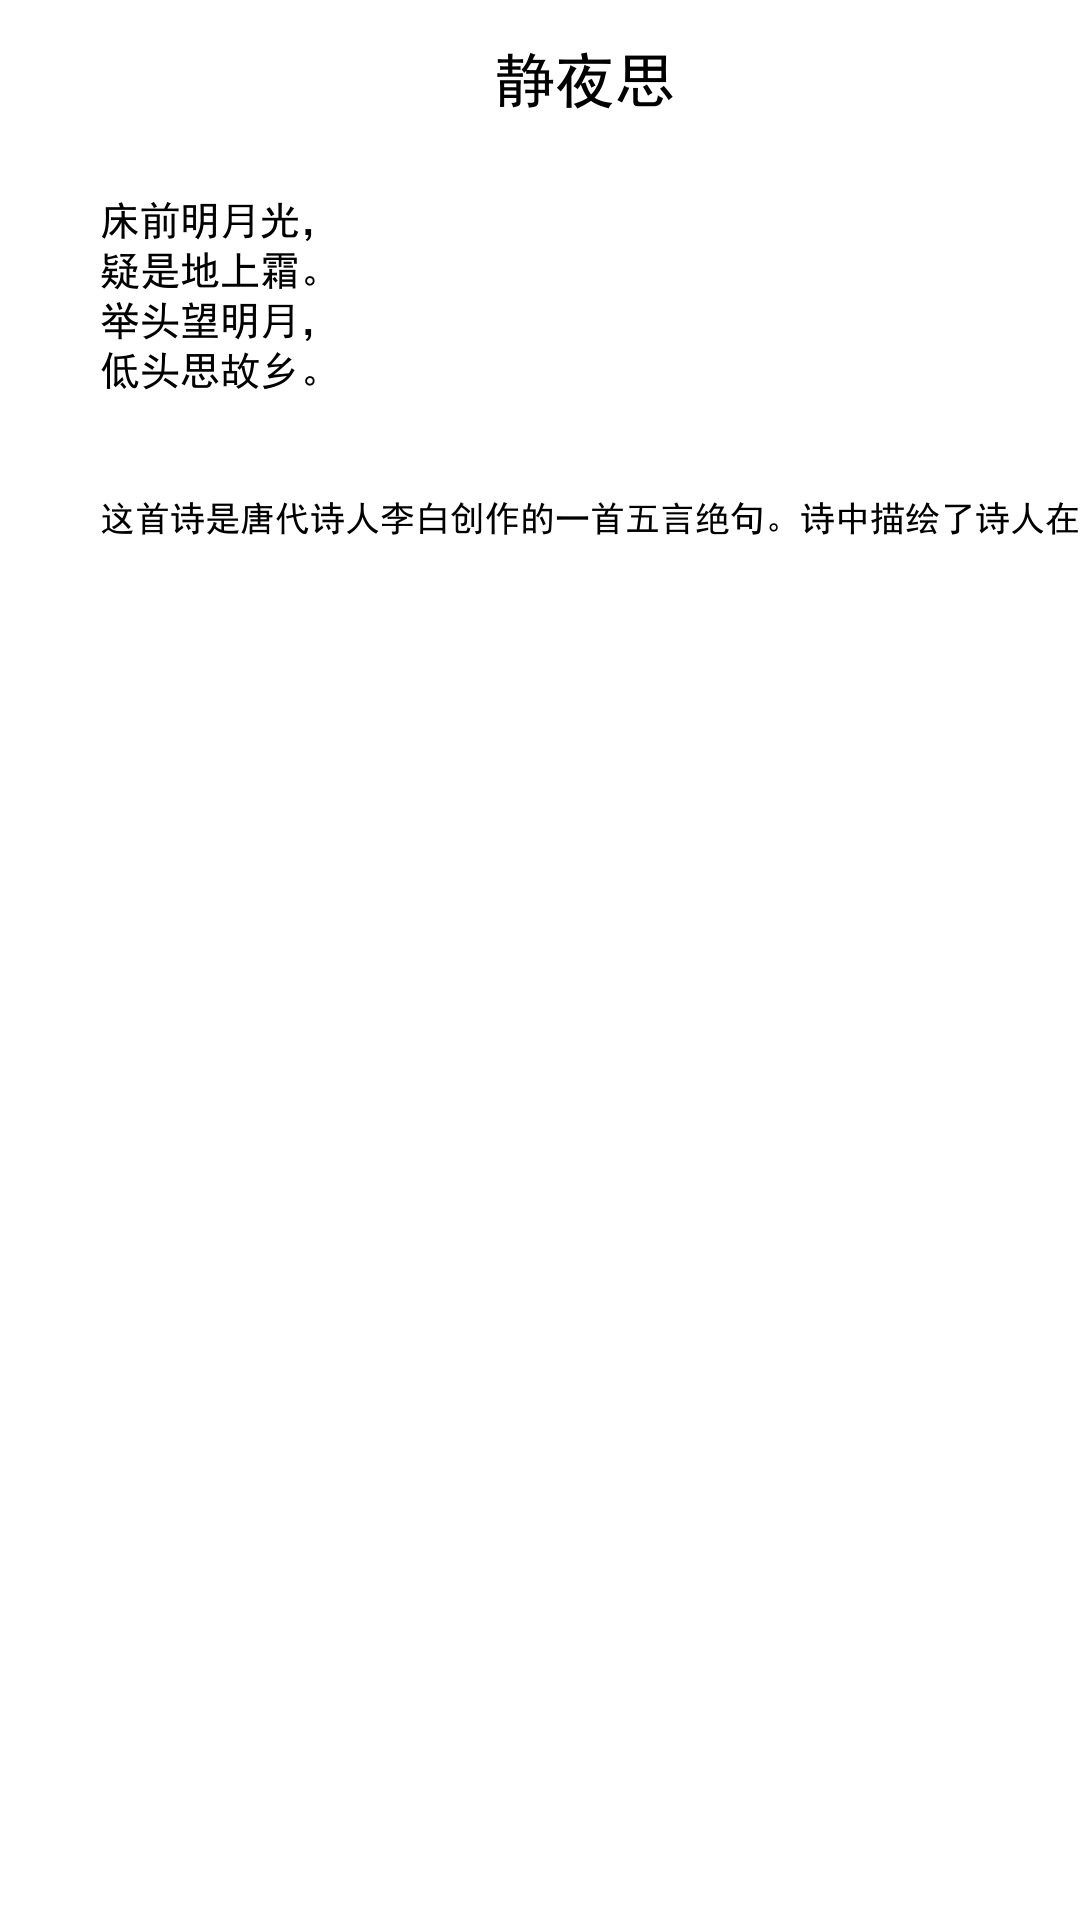 静夜思
床前明月光，
疑是地上霜。
举头望明月，
低头思故乡。
这首诗是唐代诗人李白创作的一首五言绝句。诗中描绘了诗人在